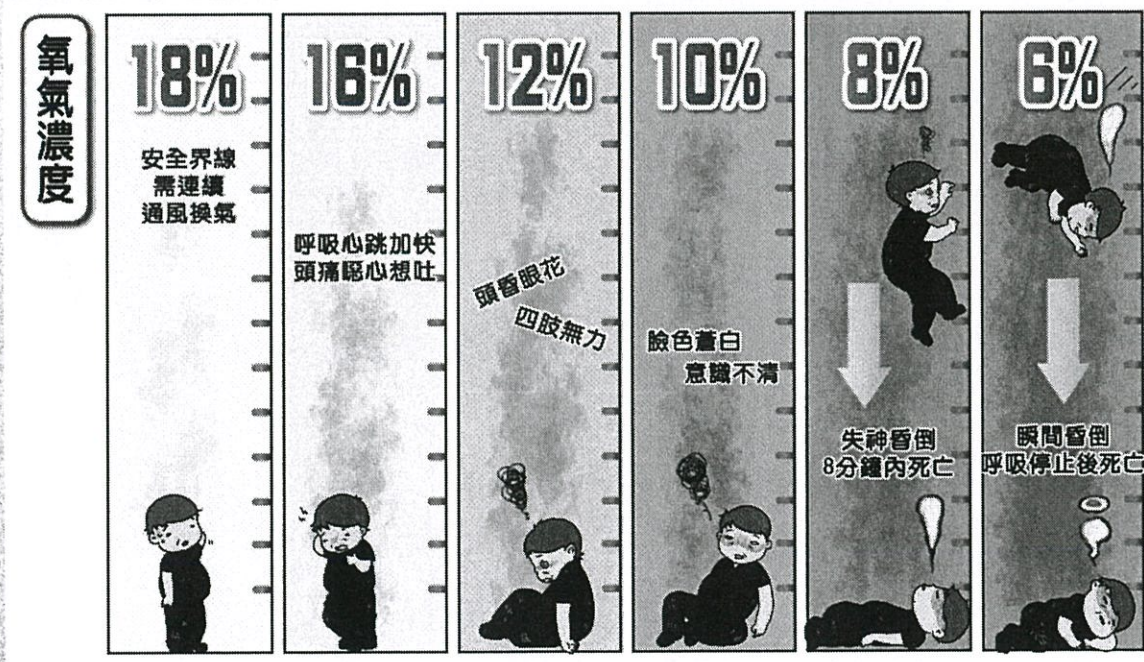 氧氣濃度
18%
安全界線
需連續
通風換氣
16%
呼吸心跳加快
頭痛噁心想吐
12%
頭昏眼花
四肢無力
10%
臉色蒼白
意識不清
8%
失神昏倒
8分鐘內死亡
6%
瞬間昏倒
呼吸停止後死亡